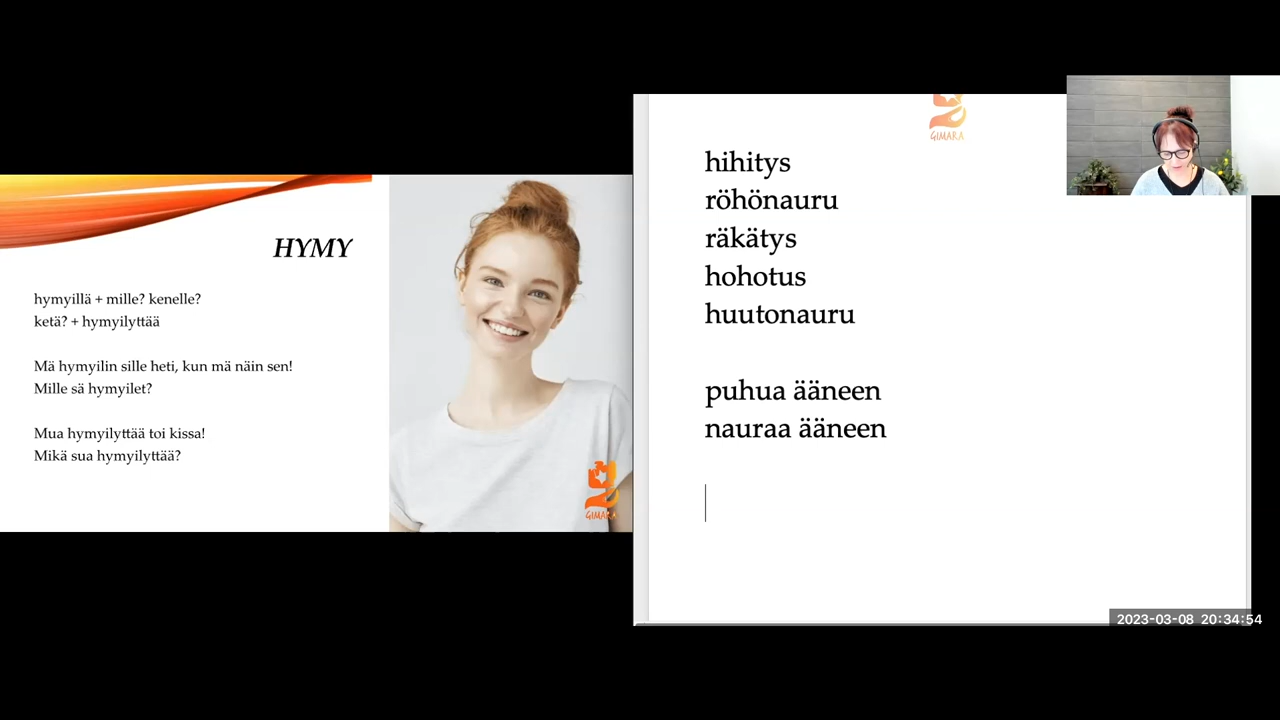 HYMY
hymyillä + mille? kenelle?
ketä? + hymyilyttää
Mä hymyilin sille heti, kun mä näin sen!
Mille sä hymyilet?
Mua hymyilyttää toi kissa!
Mikä sua hymyilyttää?
GIMARA
GIMARA
hihitys
röhönauru
räkätys
hohotus
huutonauru
puhua ääneen
nauraa ääneen
2023-03-08 20:34:54